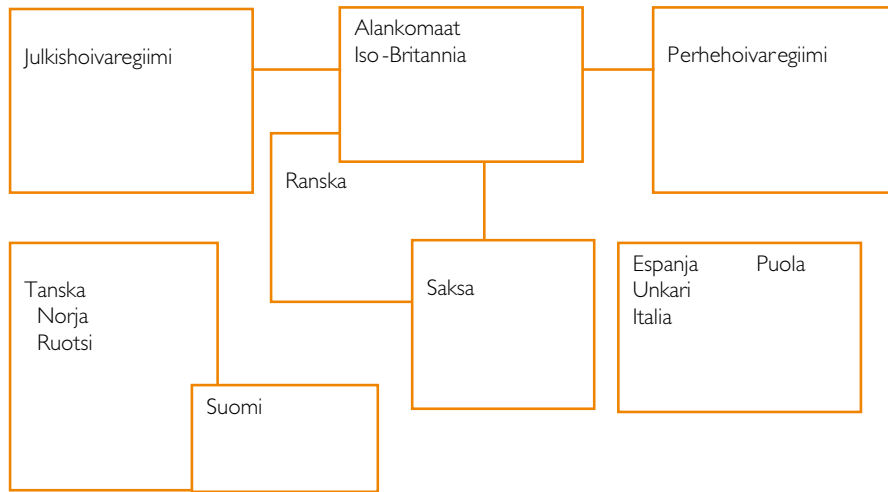 Julkishoivaregiimi
Alankomaat
Iso-Britannia
Perhehoivaregiimi
Ranska
Saksa
Tanska
Norja
Ruotsi
Suomi
Espanja Puola
Unkari
Italia